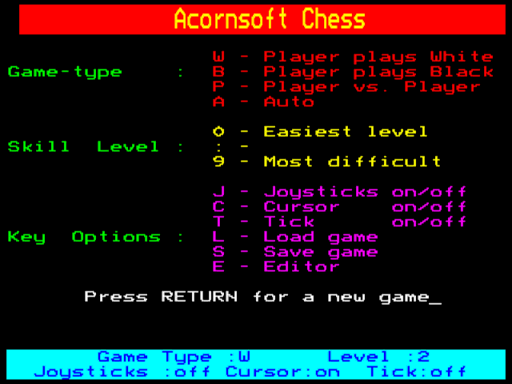 Acornsoft Chess
W - Player plays White
Game-type : B - Player plays Black
P - Player vs. Player
A - Auto
0 - Easiest level
Skill Level : : -
9 - Most difficult
J - Joysticks on/off
C - Cursor on/off
T - Tick on/off
Key Options : L - Load game
S - Save game
E - Editor
Press RETURN for a new game_
Game Type :W Level :2
Joysticks :off Cursor:on Tick:off